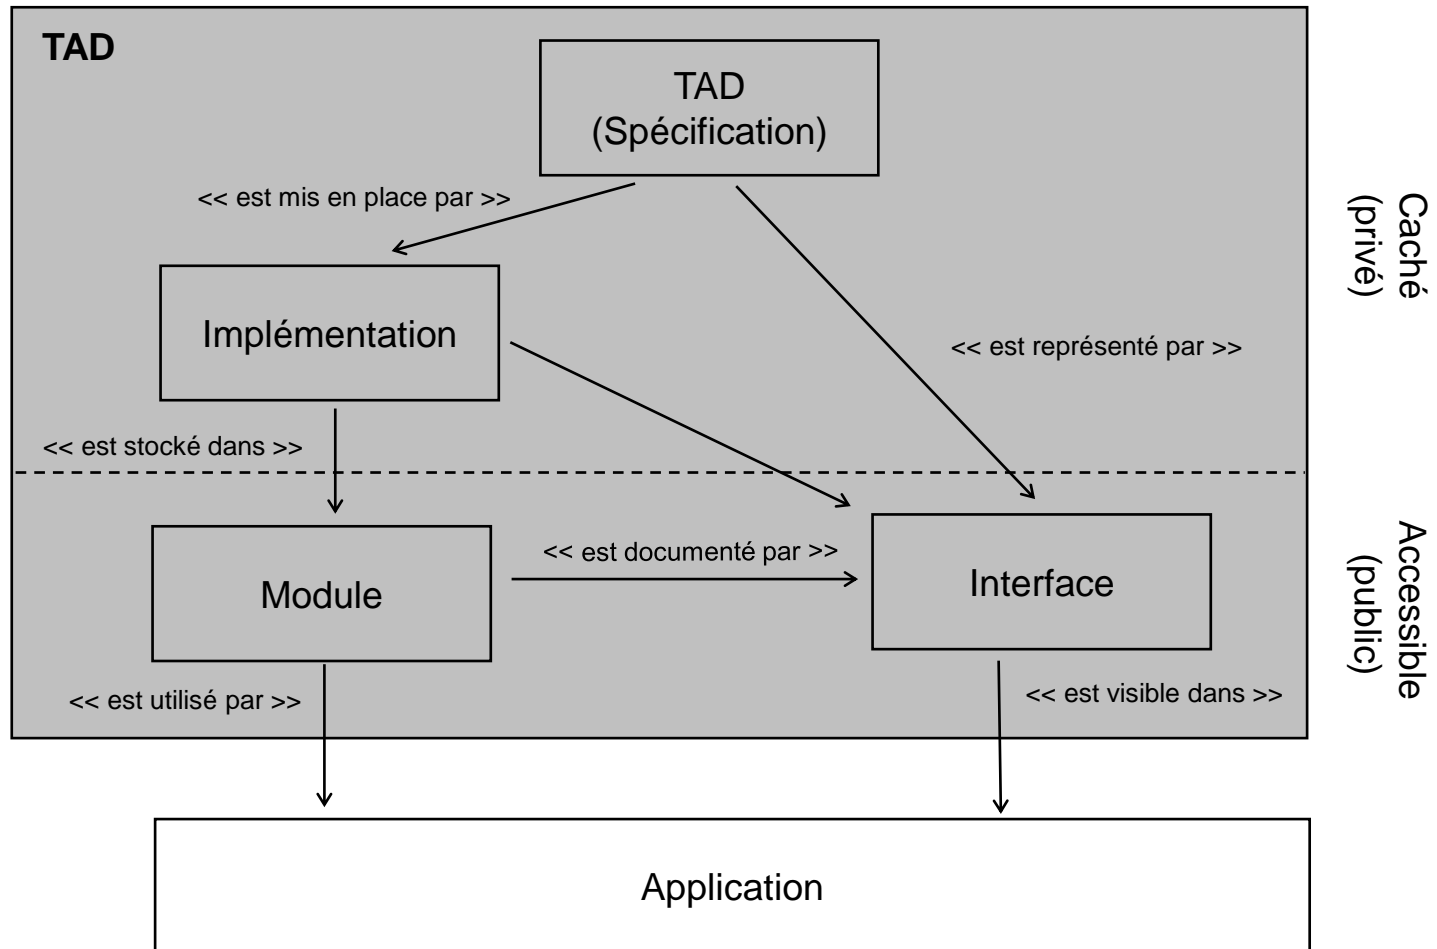 TAD
TAD
(Spécification)
<< est mis en place par >>
Caché
(privé)
Implémentation
<< est représenté par >>
<< est stocké dans >>
<< est documenté par >>
Module
Interface
Accessible
(public)
<< est utilisé par >>
<< est visible dans >>
Application